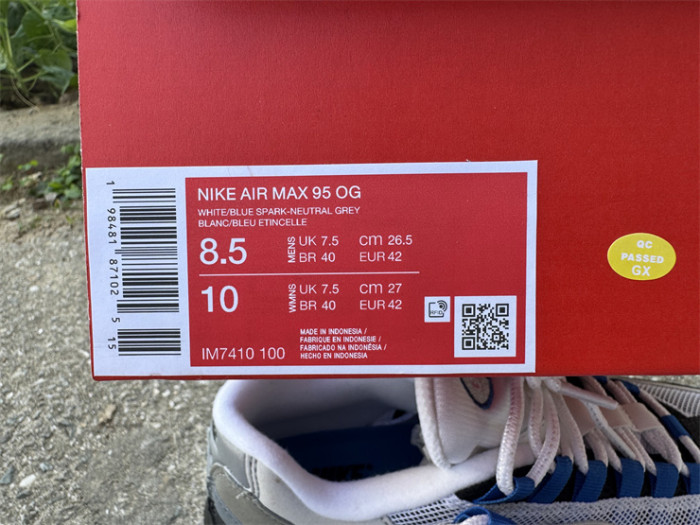 NIKE AIR MAX 95 OG
WHITE/BLUE SPARK-NEUTRAL GREY
BLANC/BLEU ETINCELLE
8.5 MENS UK 7.5 cm 26.5
BR 40 EUR 42
10 WMNS UK 7.5 cm 27
BR 40 EUR 42
IM7410 100
MADE IN INDONESIA /
FABRIQUE EN INDONESIE /
FABRICADO NA INDONÉSIA /
HECHO EN INDONESIA
RFID
1 98481 87102 5 15
QC
PASSED
GX
NIKE